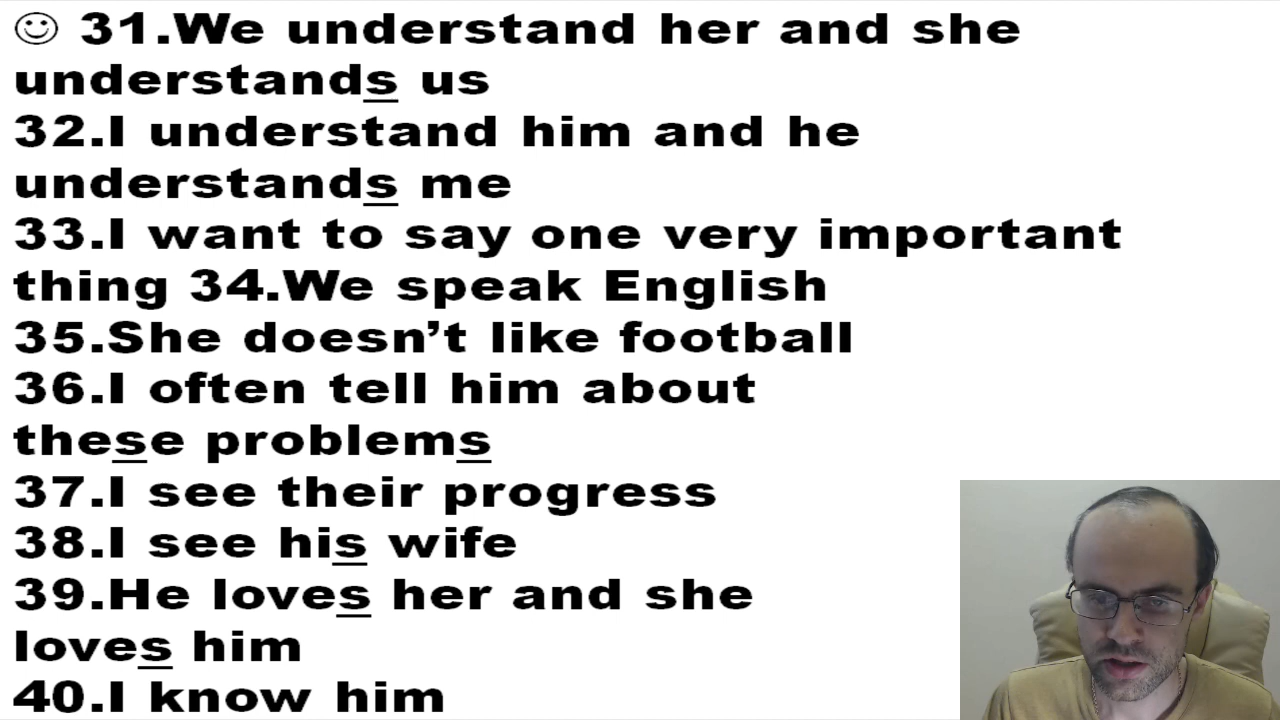 ☺ 31.We understand her and she
understands us
32.I understand him and he
understands me
33.I want to say one very important
thing 34.We speak English
35.She doesn’t like football
36.I often tell him about
these problems
37.I see their progress
38.I see his wife
39.He loves her and she
loves him
40.I know him